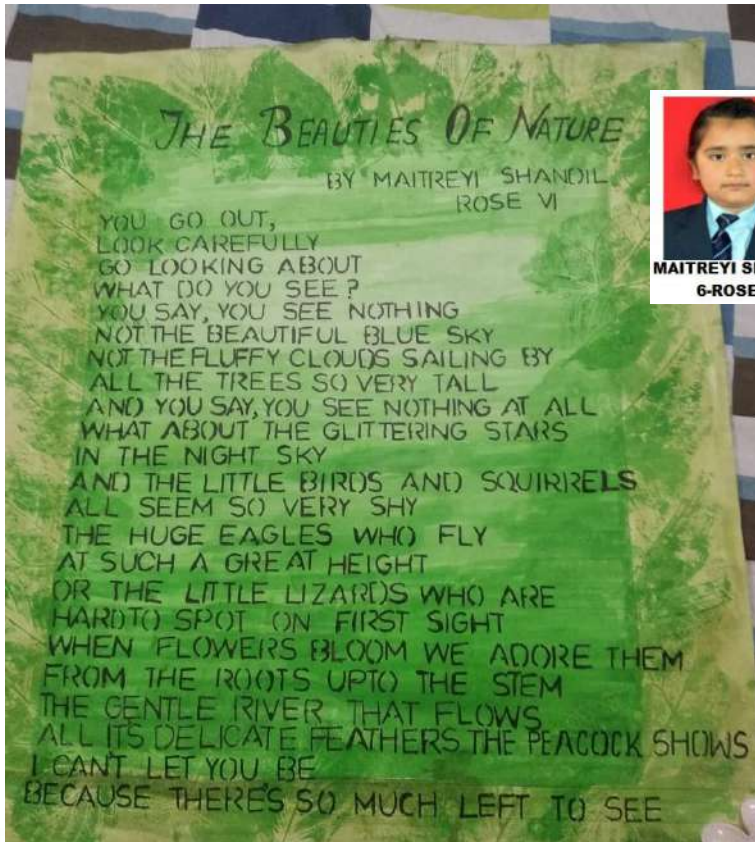 THE BEAUTIES OF NATURE
BY MAITREYI SHANDIL
ROSE VI
YOU GO OUT,
LOOK CAREFULLY
GO LOOKING ABOUT
WHAT DO YOU SEE?
YOU SAY, YOU SEE NOTHING
NOT THE BEAUTIFUL BLUE SKY
NOT THE FLUFFY CLOUDS SAILING BY
ALL THE TREES SO VERY TALL
AND YOU SAY, YOU SEE NOTHING AT ALL
WHAT ABOUT THE GLITTERING STARS
IN THE NIGHT SKY
AND THE LITTLE BIRDS AND SQUIRRELS
ALL SEEM SO VERY SHY
THE HUGE EAGLES WHO FLY
AT SUCH A GREAT HEIGHT
OR THE LITTLE LIZARDS WHO ARE
HARDTO SPOT ON FIRST SIGHT
WHEN FLOWERS BLOOM WE ADORE THEM
FROM THE ROOTS UPTO THE STEM
THE GENTLE RIVER THAT FLOWS
ALL ITS DELICATE FEATHERS THE PEACOCK SHOWS
I CAN'T LET YOU BE
BECAUSE THERE'S SO MUCH LEFT TO SEE
MAITREYI
6-ROSE